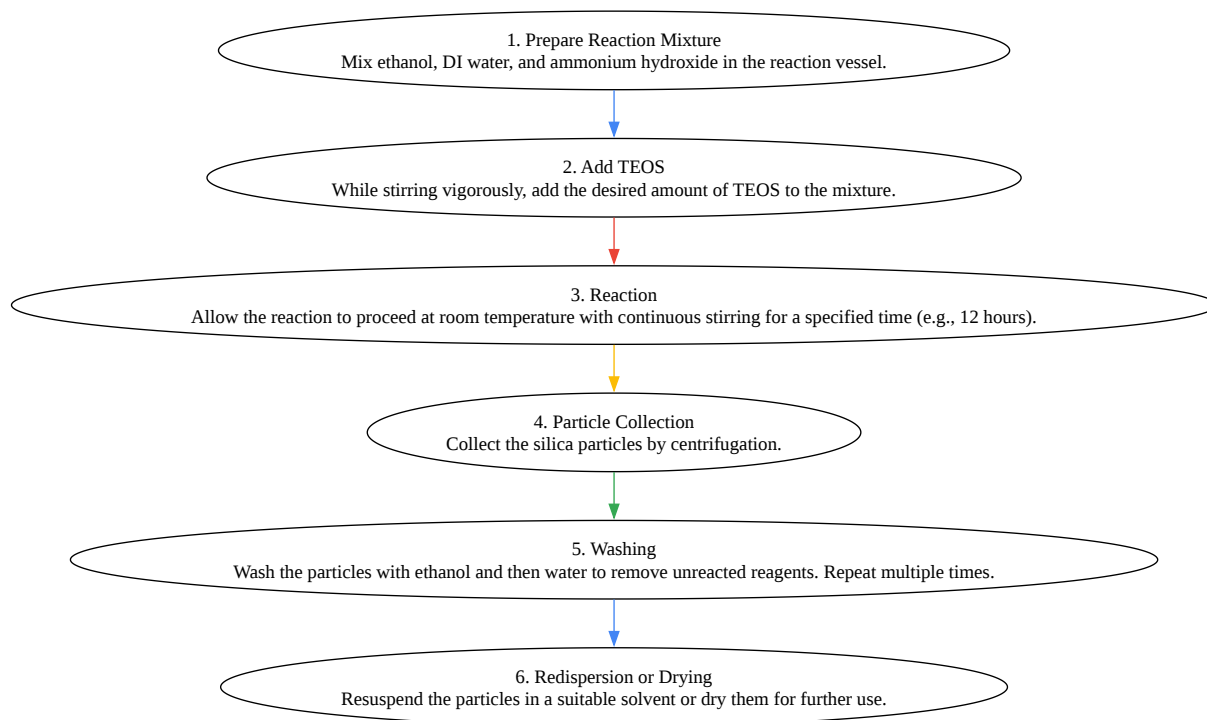 1. Prepare Reaction Mixture
Mix ethanol, DI water, and ammonium hydroxide in the reaction vessel.
2. Add TEOS
While stirring vigorously, add the desired amount of TEOS to the mixture.
3. Reaction
Allow the reaction to proceed at room temperature with continuous stirring for a specified time (e.g., 12 hours).
4. Particle Collection
Collect the silica particles by centrifugation.
5. Washing
Wash the particles with ethanol and then water to remove unreacted reagents. Repeat multiple times.
6. Redispersion or Drying
Resuspend the particles in a suitable solvent or dry them for further use.